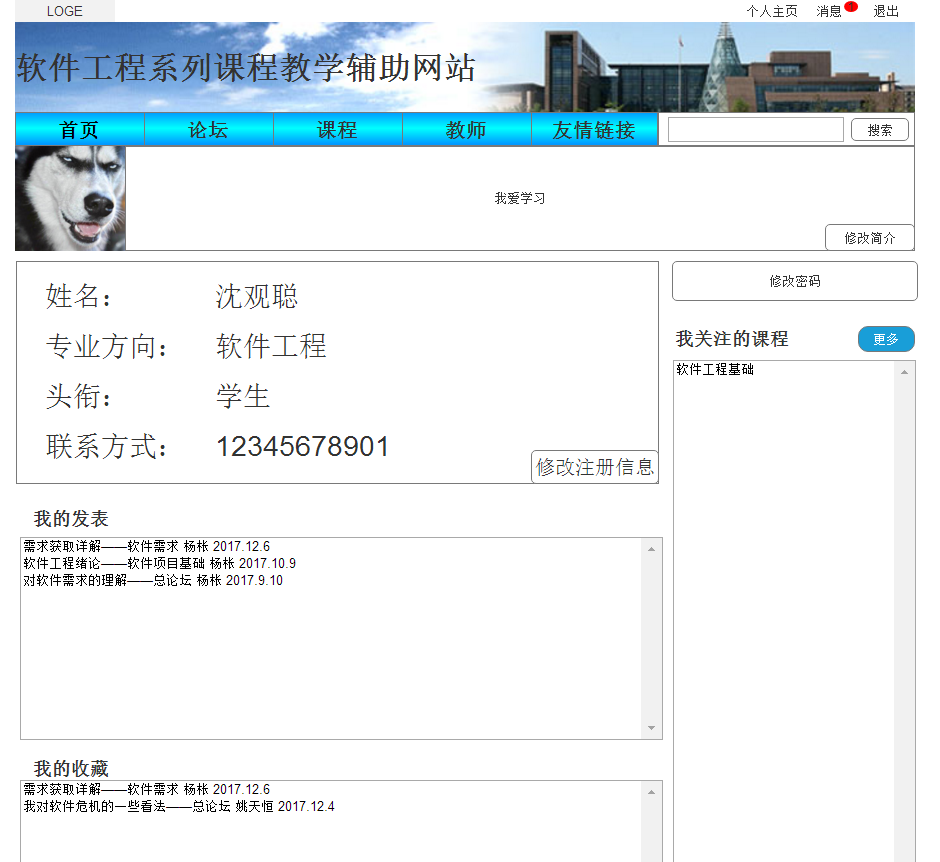 LOGE
个人主页 消息 退出
软件工程系列课程教学辅助网站
首页 论坛 课程 教师 友情链接 搜索
我爱学习
修改简介
姓名： 沈观聪
专业方向： 软件工程
头衔： 学生
联系方式： 12345678901
修改注册信息
修改密码
我关注的课程 更多
软件工程基础
我的发表
需求获取详解——软件需求 杨枨 2017.12.6
软件工程绪论——软件项目基础 杨枨 2017.10.9
对软件需求的理解——总论坛 杨枨 2017.9.10
我的收藏
需求获取详解——软件需求 杨枨 2017.12.6
我对软件危机的一些看法——总论坛 姚天恒 2017.12.4